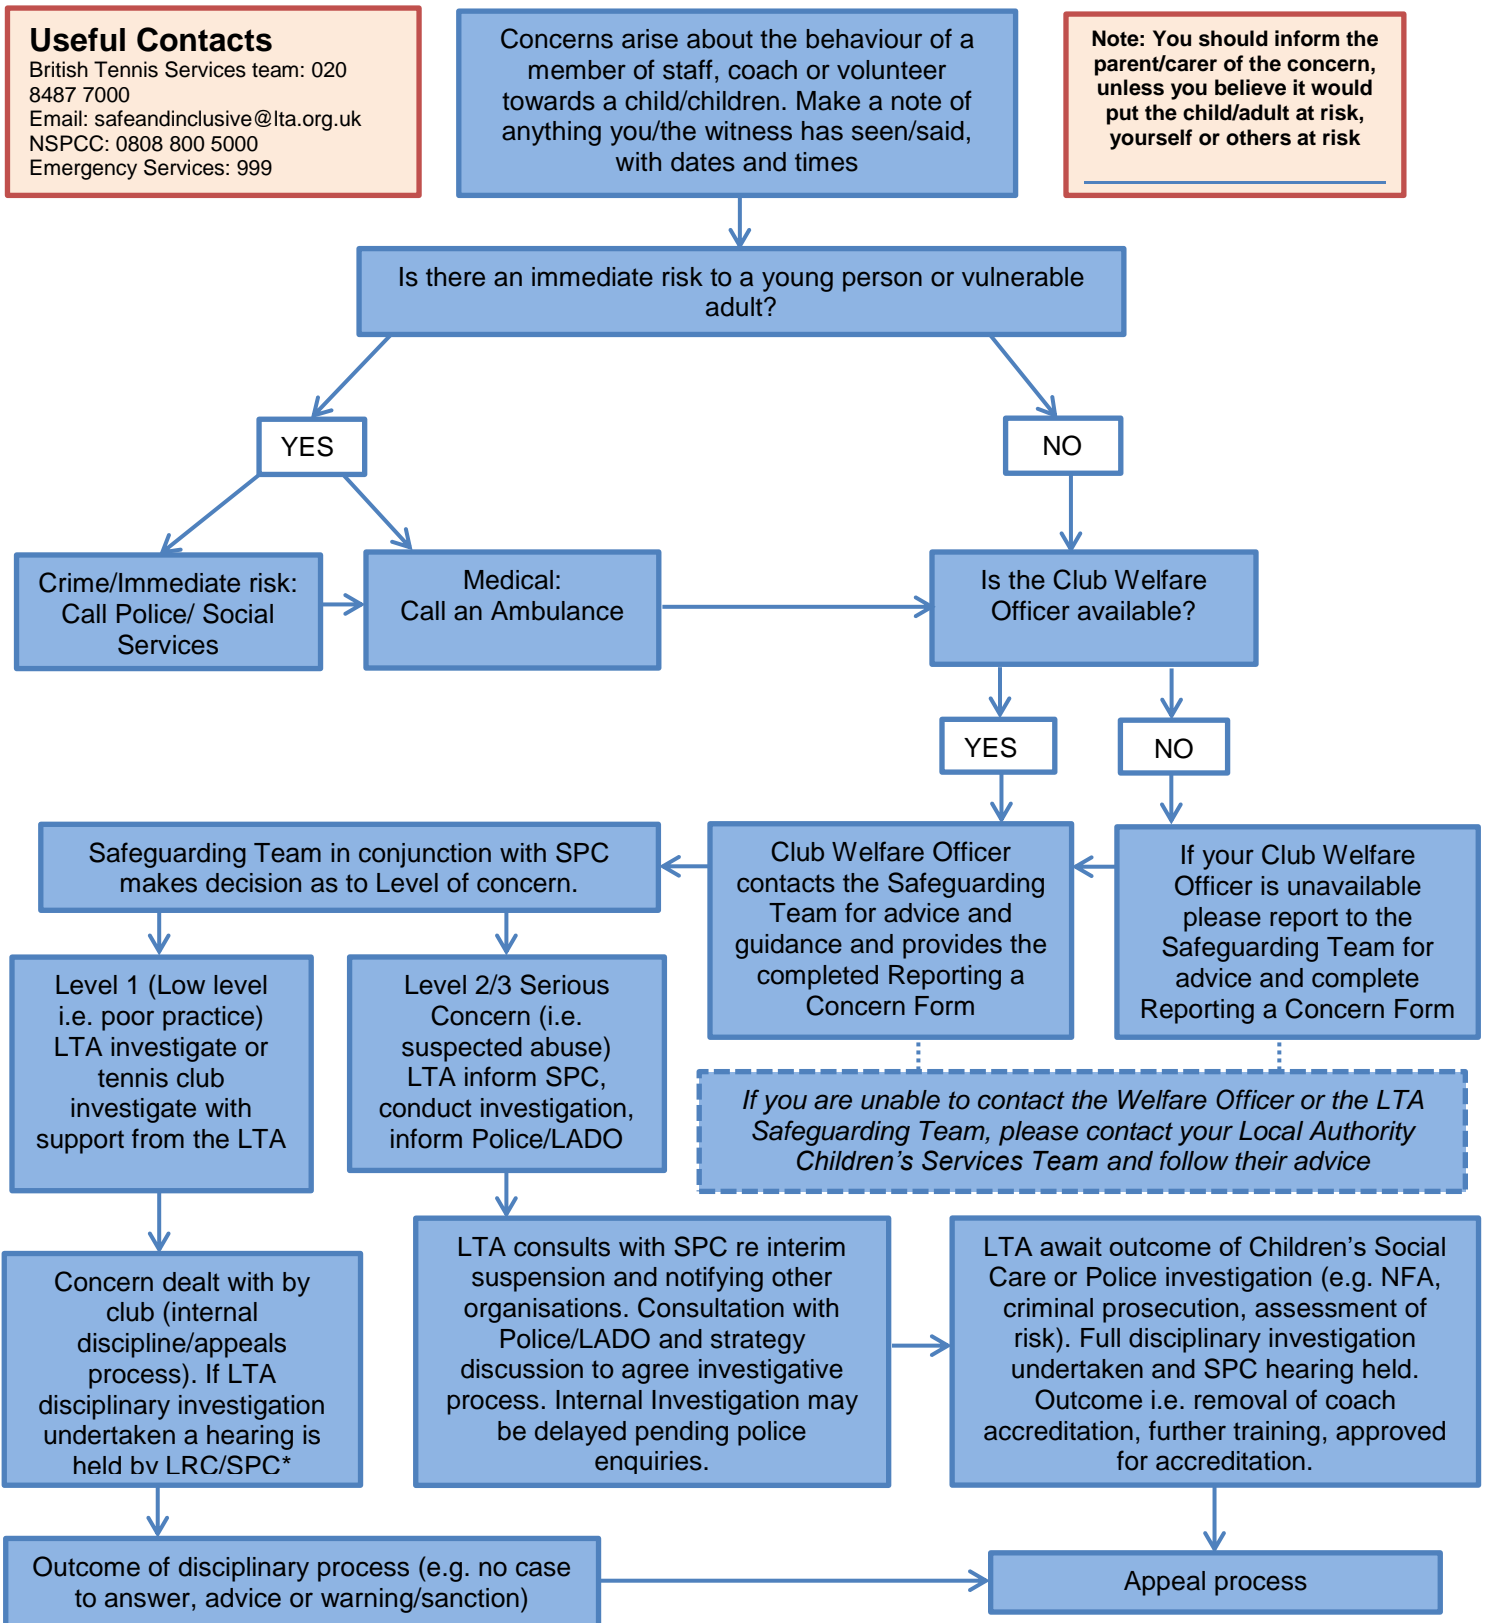 Useful Contacts
British Tennis Services team: 020
8487 7000
Email: safeandinclusive@lta.org.uk
NSPCC: 0808 800 5000
Emergency Services: 999
Concerns arise about the behaviour of a
member of staff, coach or volunteer
towards a child/children. Make a note of
anything you/the witness has seen/said,
with dates and times
Note: You should inform the
parent/carer of the concern,
unless you believe it would
put the child/adult at risk,
yourself or others at risk
Is there an immediate risk to a young person or vulnerable
adult?
YES
NO
Crime/Immediate risk:
Call Police/ Social
Services
Medical:
Call an Ambulance
Is the Club Welfare
Officer available?
YES
NO
Safeguarding Team in conjunction with SPC
makes decision as to Level of concern.
Club Welfare Officer
contacts the Safeguarding
Team for advice and
guidance and provides the
completed Reporting a
Concern Form
If your Club Welfare
Officer is unavailable
please report to the
Safeguarding Team for
advice and complete
Reporting a Concern Form
Level 1 (Low level
i.e. poor practice)
LTA investigate or
tennis club
investigate with
support from the LTA
Level 2/3 Serious
Concern (i.e.
suspected abuse)
LTA inform SPC,
conduct investigation,
inform Police/LADO
If you are unable to contact the Welfare Officer or the LTA
Safeguarding Team, please contact your Local Authority
Children’s Services Team and follow their advice
Concern dealt with by
club (internal
discipline/appeals
process). If LTA
disciplinary investigation
undertaken a hearing is
held by LRC/SPC*
LTA consults with SPC re interim
suspension and notifying other
organisations. Consultation with
Police/LADO and strategy
discussion to agree investigative
process. Internal Investigation may
be delayed pending police
enquiries.
LTA await outcome of Children’s Social
Care or Police investigation (e.g. NFA,
criminal prosecution, assessment of
risk). Full disciplinary investigation
undertaken and SPC hearing held.
Outcome i.e. removal of coach
accreditation, further training, approved
for accreditation.
Outcome of disciplinary process (e.g. no case
to answer, advice or warning/sanction)
Appeal process